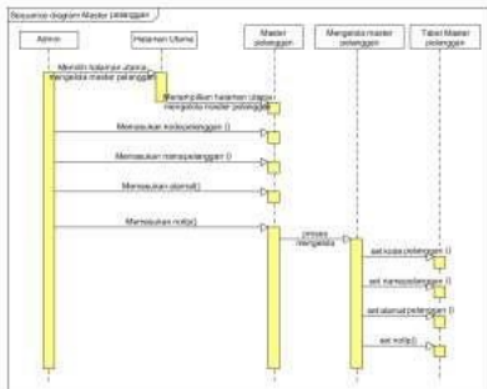 Sequence diagram Master pelanggan
Admin
Halaman Utama
Master
pelanggan
Mengelola master
pelanggan
Tabel Master
pelanggan
Memilih halaman utama
mengelola master pelanggan
Menampilkan halaman utama
mengelola master pelanggan
Memasukan kodepelanggan ()
Memasukan namapelanggan ()
Memasukan alamat()
Memasukan notlp()
proses
mengelola
set kode pelanggan ()
set namapelanggan ()
set alamat pelanggan ()
set notlp()